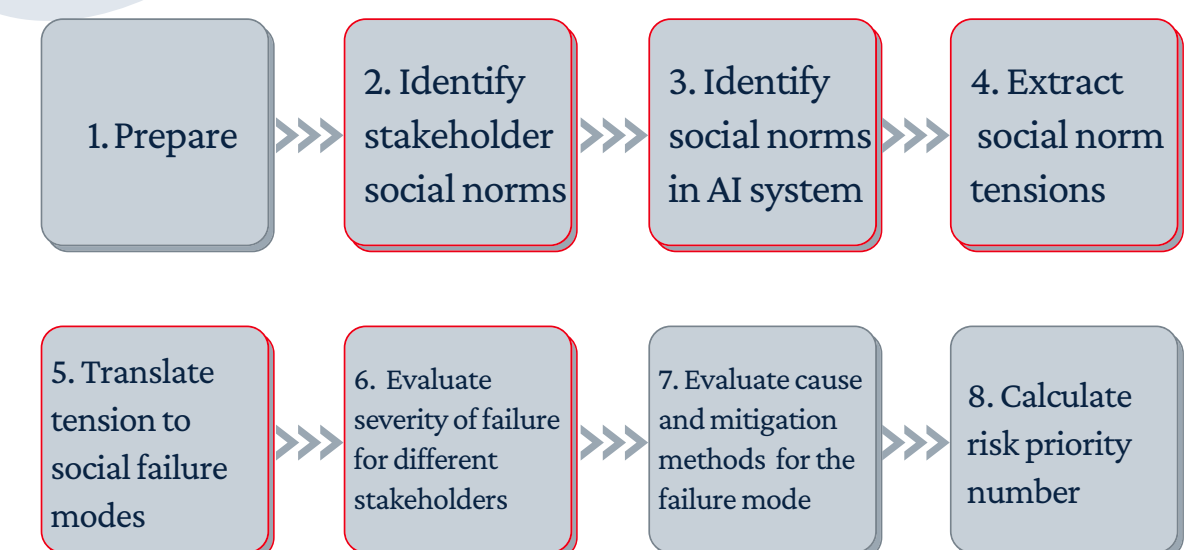 1. Prepare
2. Identify
stakeholder
social norms
3. Identify
social norms
in AI system
4. Extract
social norm
tensions
5. Translate
tension to
social failure
modes
6. Evaluate
severity of failure
for different
stakeholders
7. Evaluate cause
and mitigation
methods for the
failure mode
8. Calculate
risk priority
number